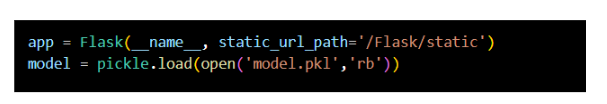 app = Flask(__name__, static_url_path='/Flask/static')
model = pickle.load(open('model.pkl','rb'))